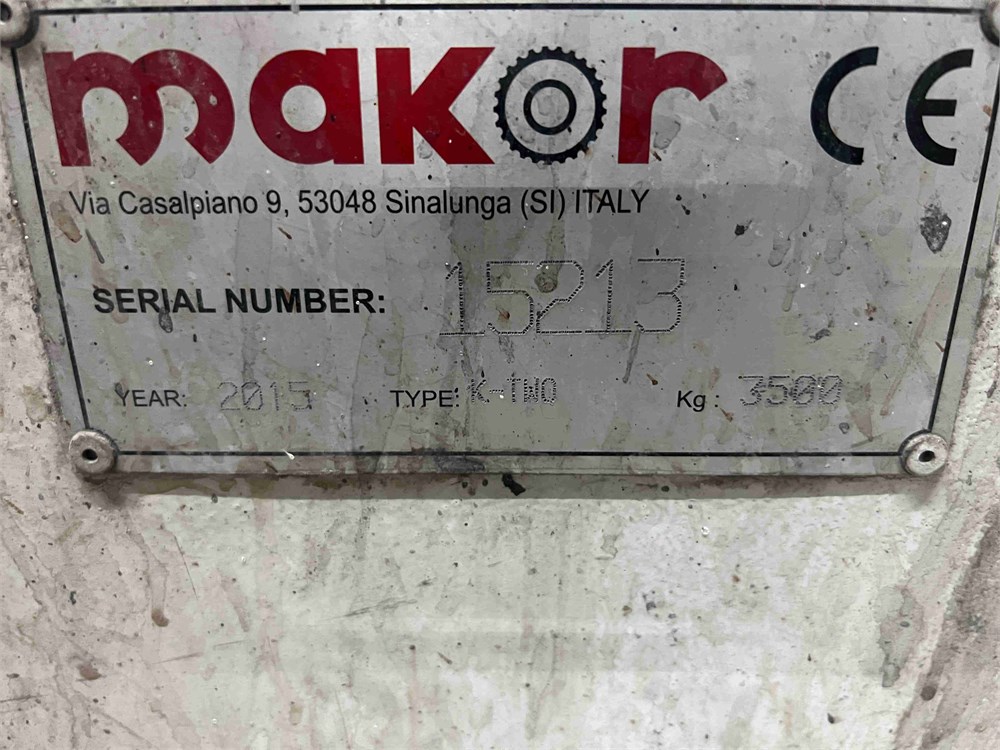 makor CE
Via Casalpiano 9, 53048 Sinalunga (SI) ITALY
SERIAL NUMBER: 15213
YEAR: 2015 TYPE: K-TWO Kg : 3500